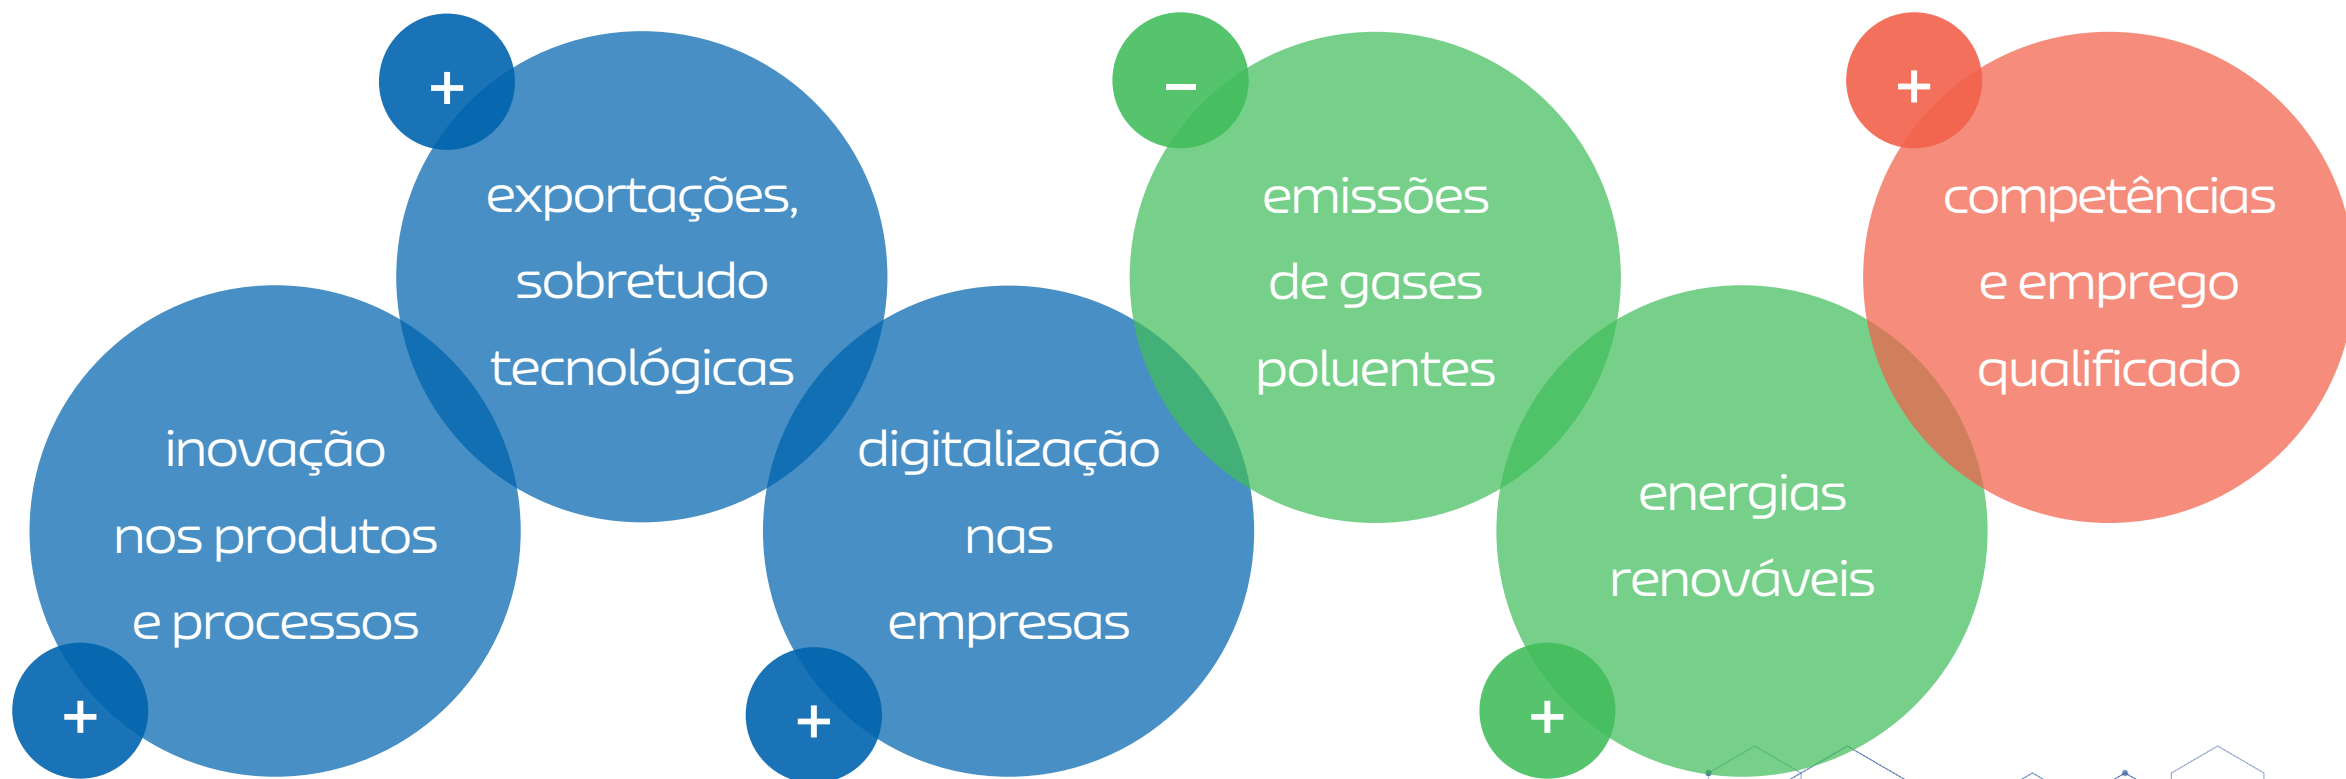 +
inovação
nos produtos
e processos
+
exportações,
sobretudo
tecnológicas
+
digitalização
nas
empresas
−
emissões
de gases
poluentes
+
energias
renováveis
+
competências
e emprego
qualificado